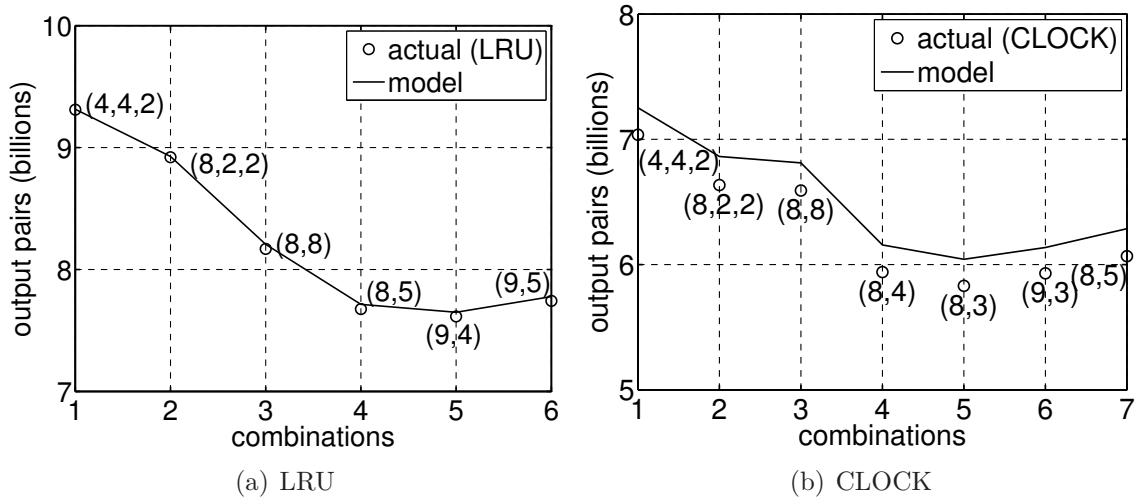 10
9
8
7
output pairs (billions)
actual (LRU)
model
(4,4,2)
(8,2,2)
(8,8)
(8,5)
(9,4)
(9,5)
1 2 3 4 5 6
combinations
(a) LRU
8
7
6
5
output pairs (billions)
actual (CLOCK)
model
(4,4,2)
(8,2,2)
(8,8)
(8,4)
(8,3)
(9,3)
(8,5)
1 2 3 4 5 6 7
combinations
(b) CLOCK